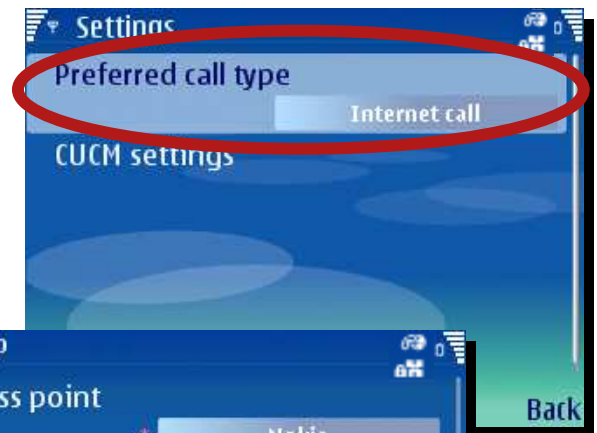 Settings
Preferred call type
Internet call
CUCM settings
ss point
Back